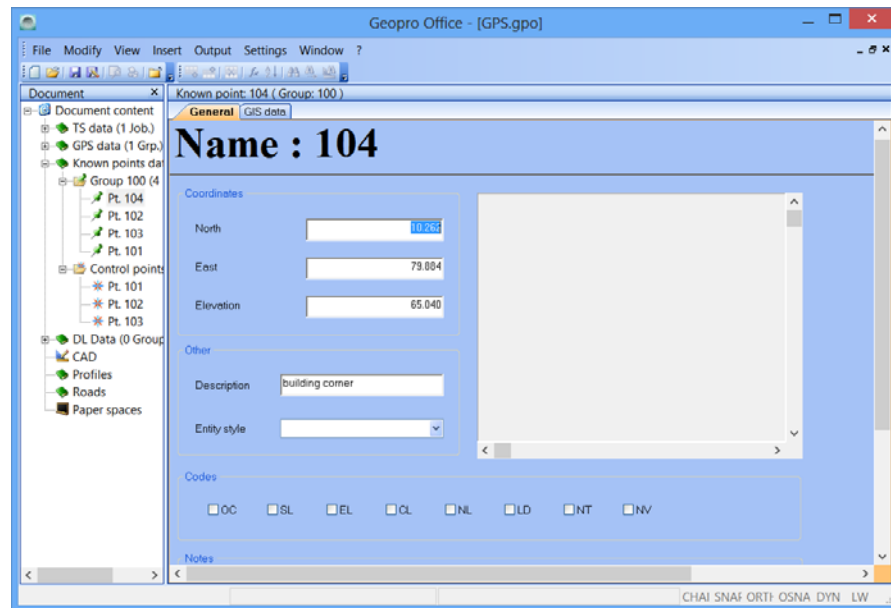 Geopro Office - [GPS.gpo]
File Modify View Insert Output Settings Window ?
Document
Known point: 104 ( Group: 100 )
Document content
TS data (1 Job.)
GPS data (1 Grp.)
Known points da
Group 100 (4
Pt. 104
Pt. 102
Pt. 103
Pt. 101
Control points
Pt. 101
Pt. 102
Pt. 103
DL Data (0 Group
CAD
Profiles
Roads
Paper spaces
General GIS data
Name : 104
Coordinates
North
East 79.884
Elevation 65.040
Other
Description building corner
Entity style
Codes
OC SL EL CL NL LD NT NV
Notes
CHAI SNAF ORTH OSNA DYN LW